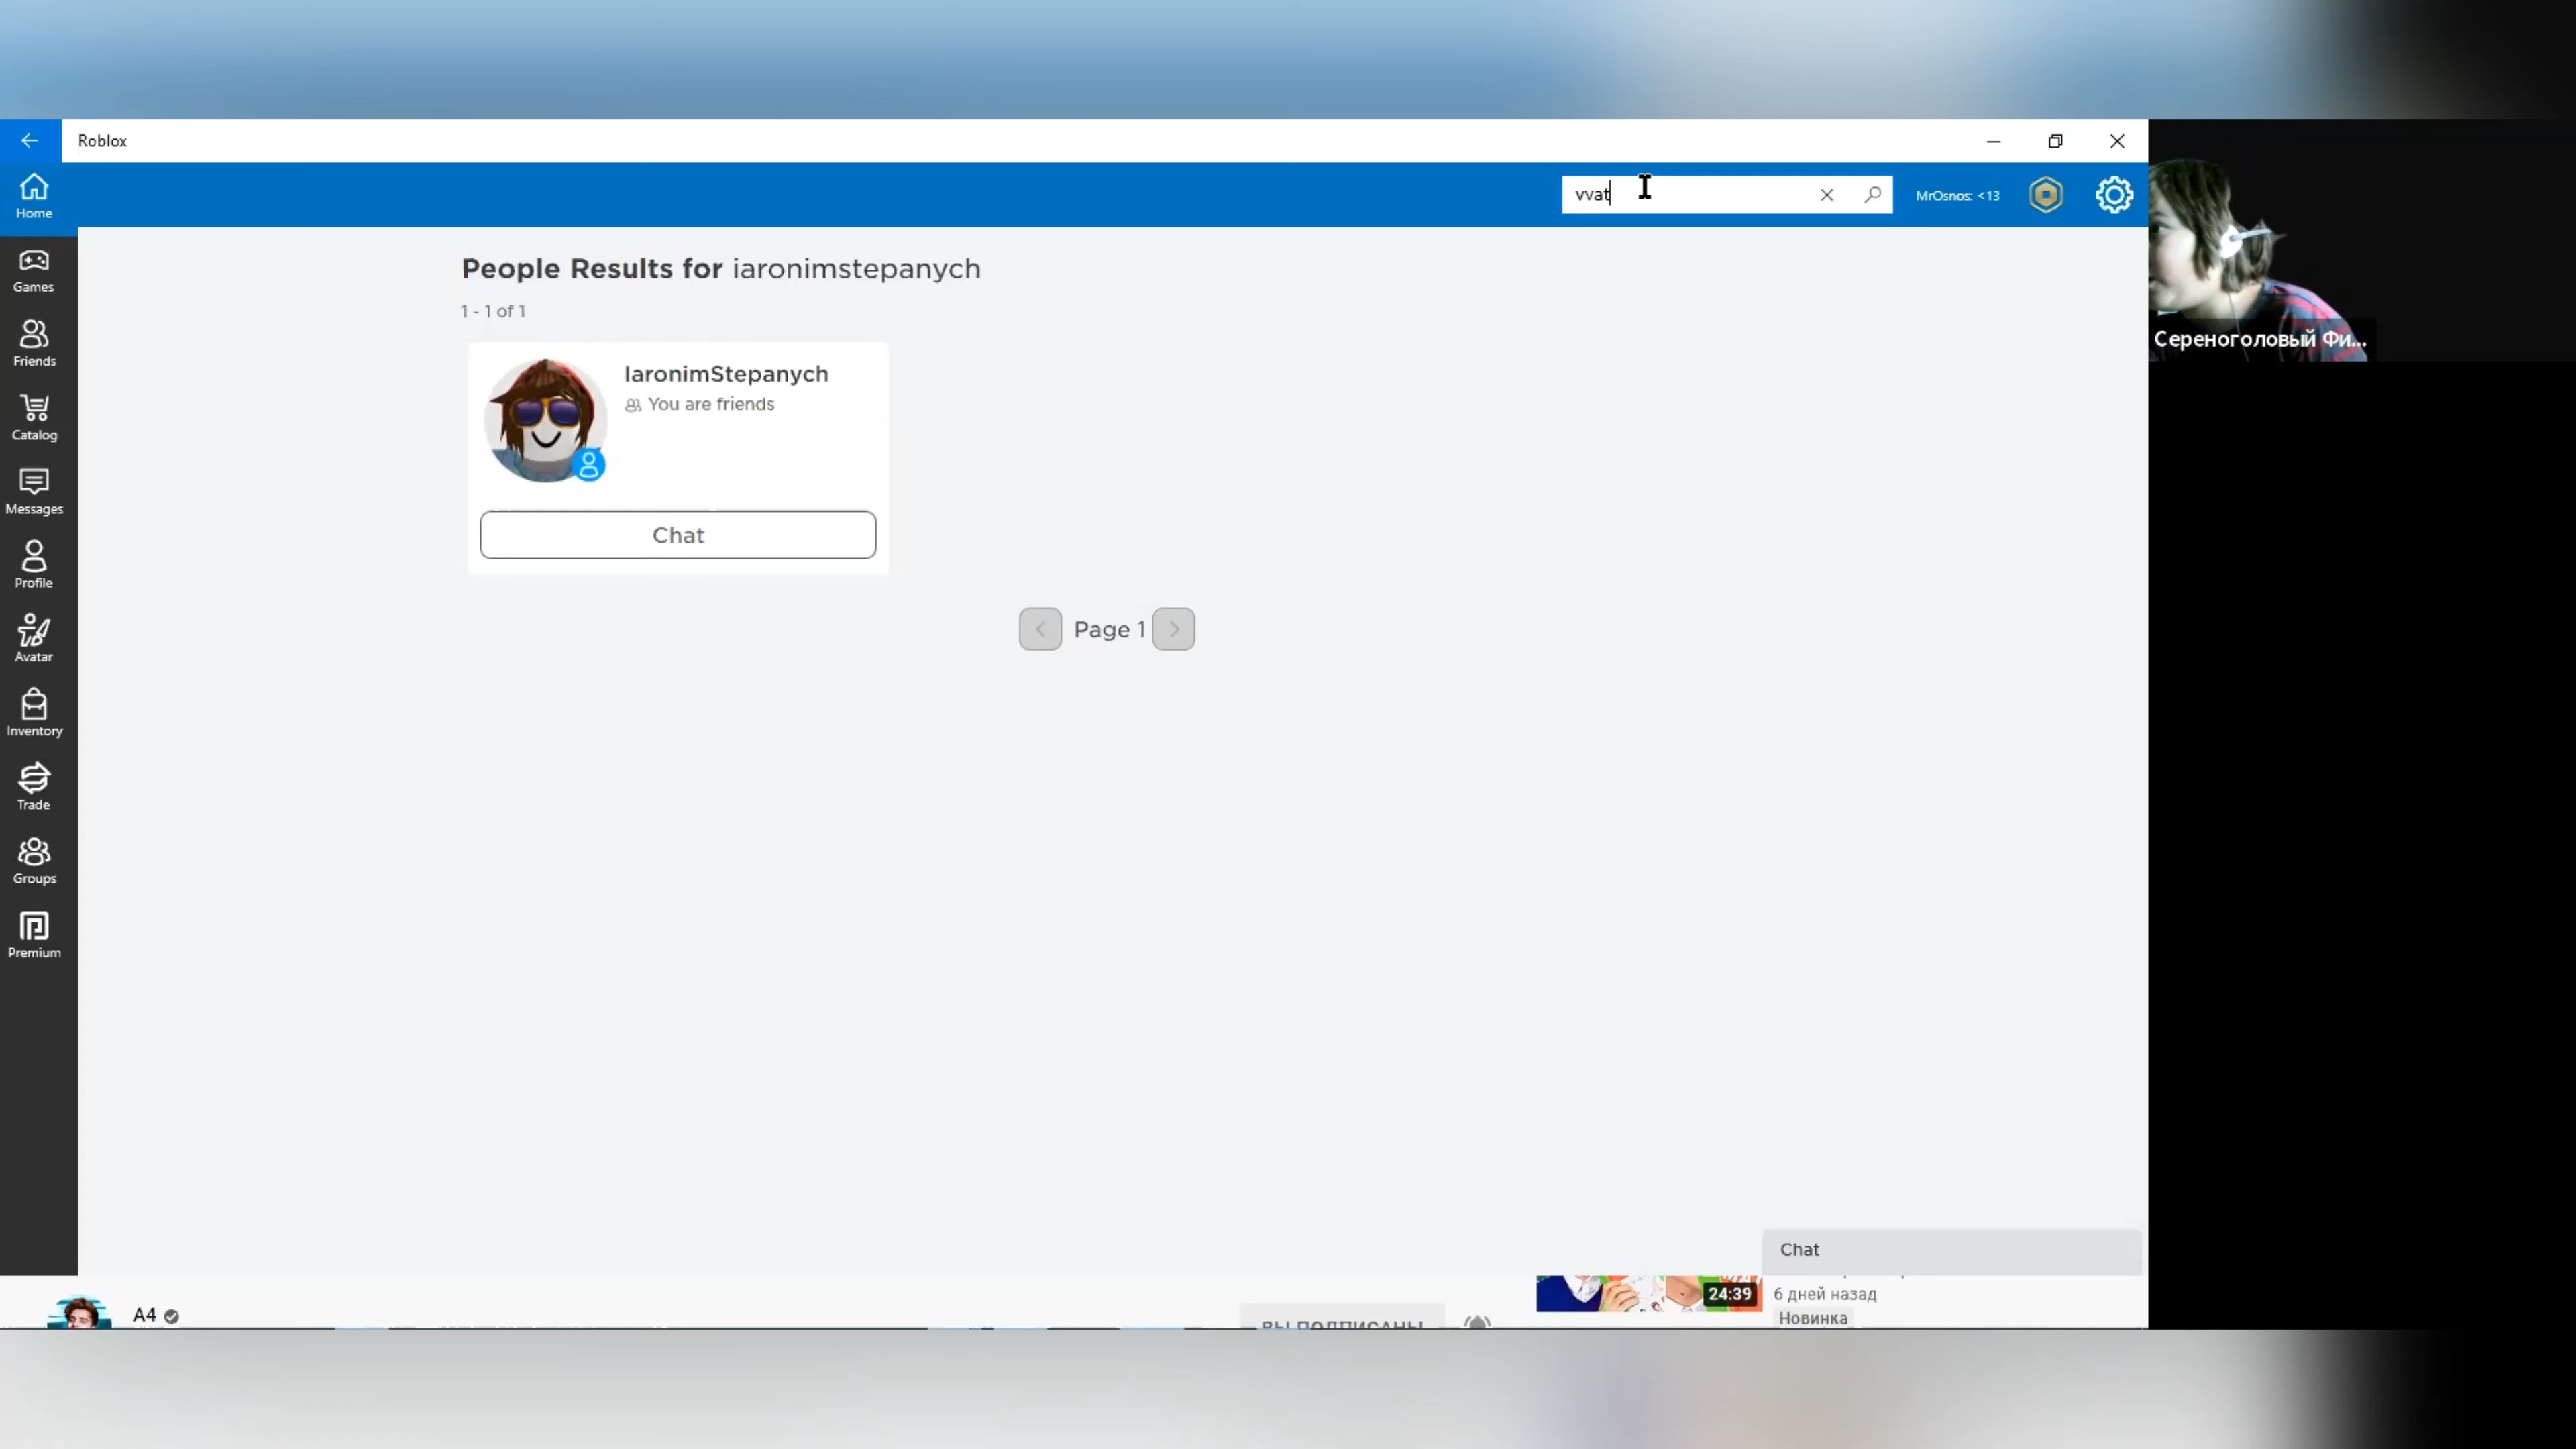 Roblox
Home
vvat
MrOsnos: <13
Сереноголовый Фи...
Games
Friends
Catalog
Messages
Profile
Avatar
Inventory
Trade
Groups
Premium
People Results for iaronimstepanych
1 - 1 of 1
IaronimStepanych
You are friends
Chat
Page 1
Chat
A4
ВЫ ПОДПИСАНЫ
24:39
6 дней назад
Новинка